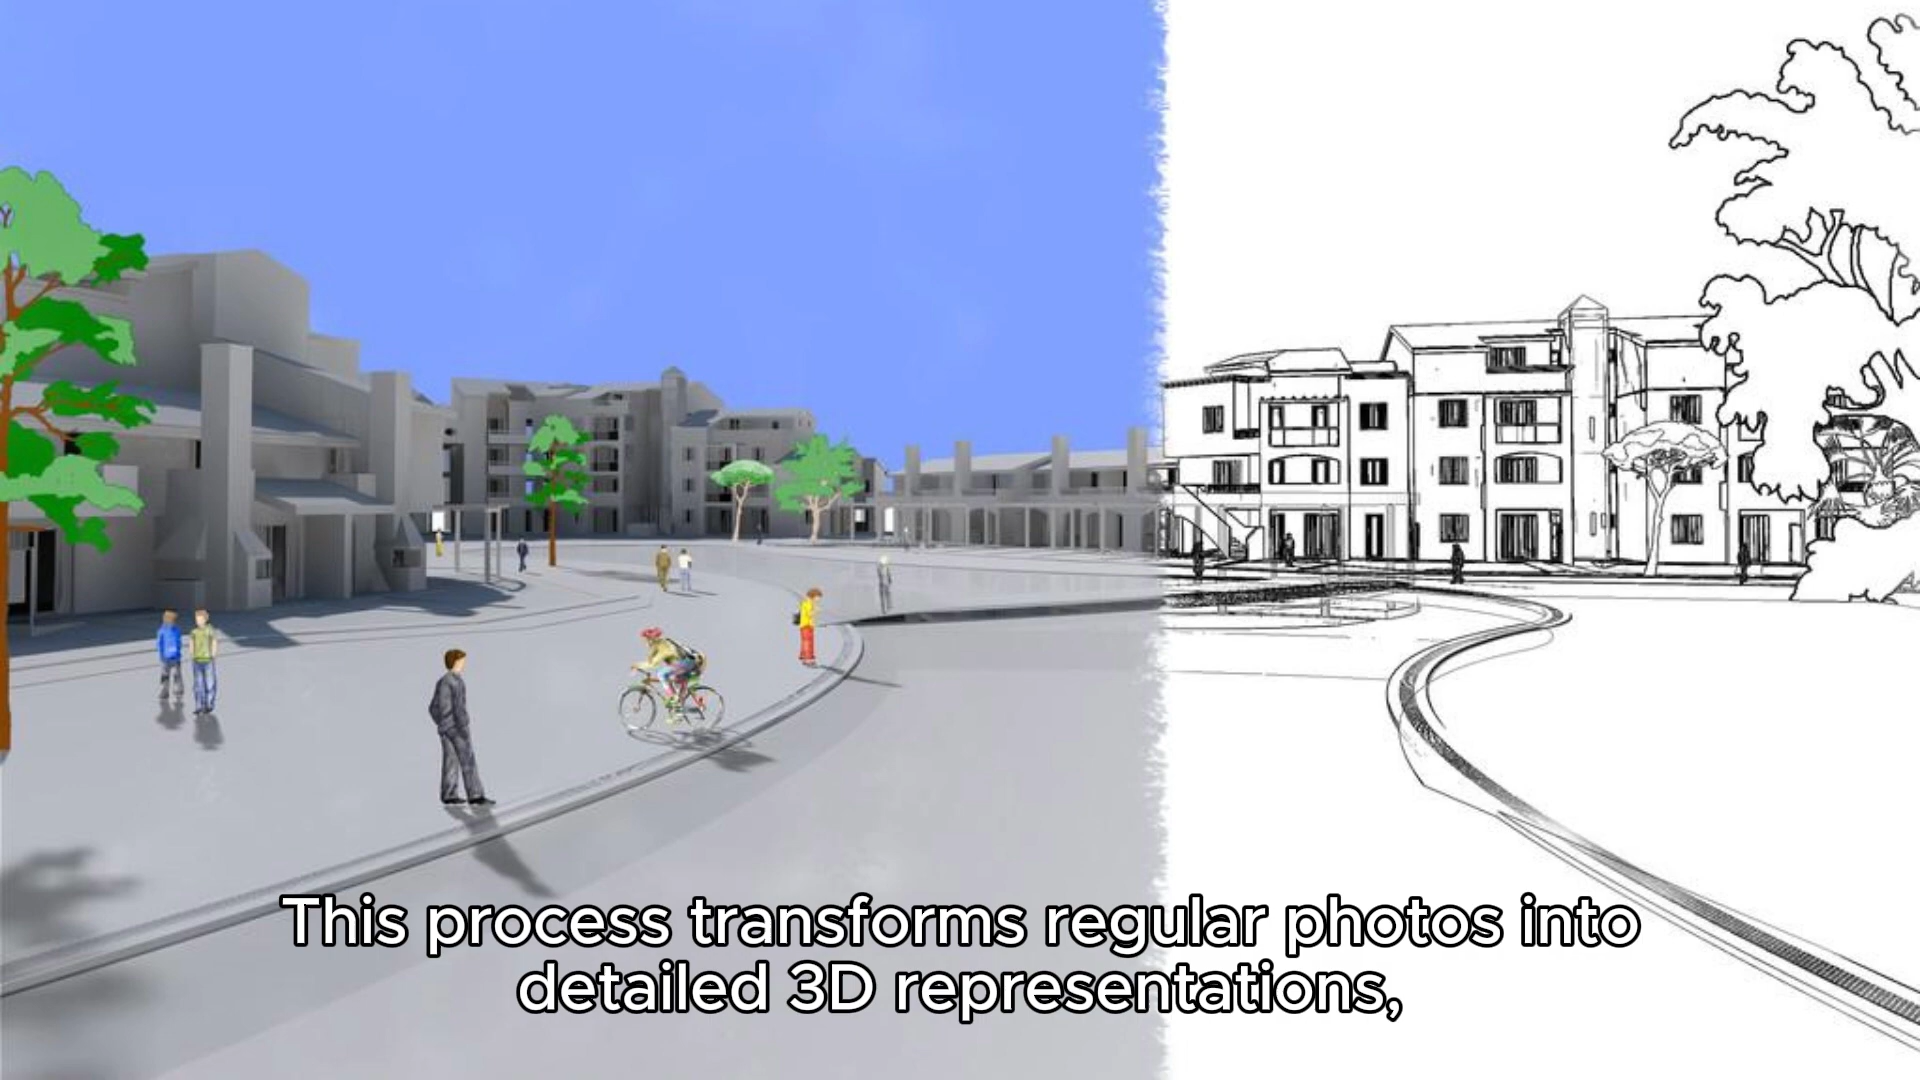 This process transforms regular photos into
detailed 3D representations,